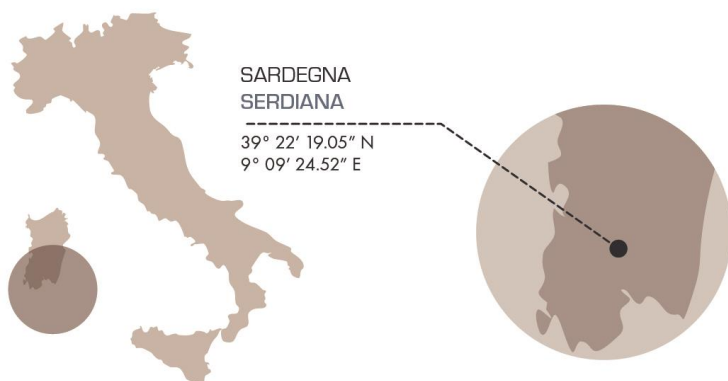 SARDEGNA
SERDIANA
39° 22’ 19.05” N
9° 09’ 24.52” E